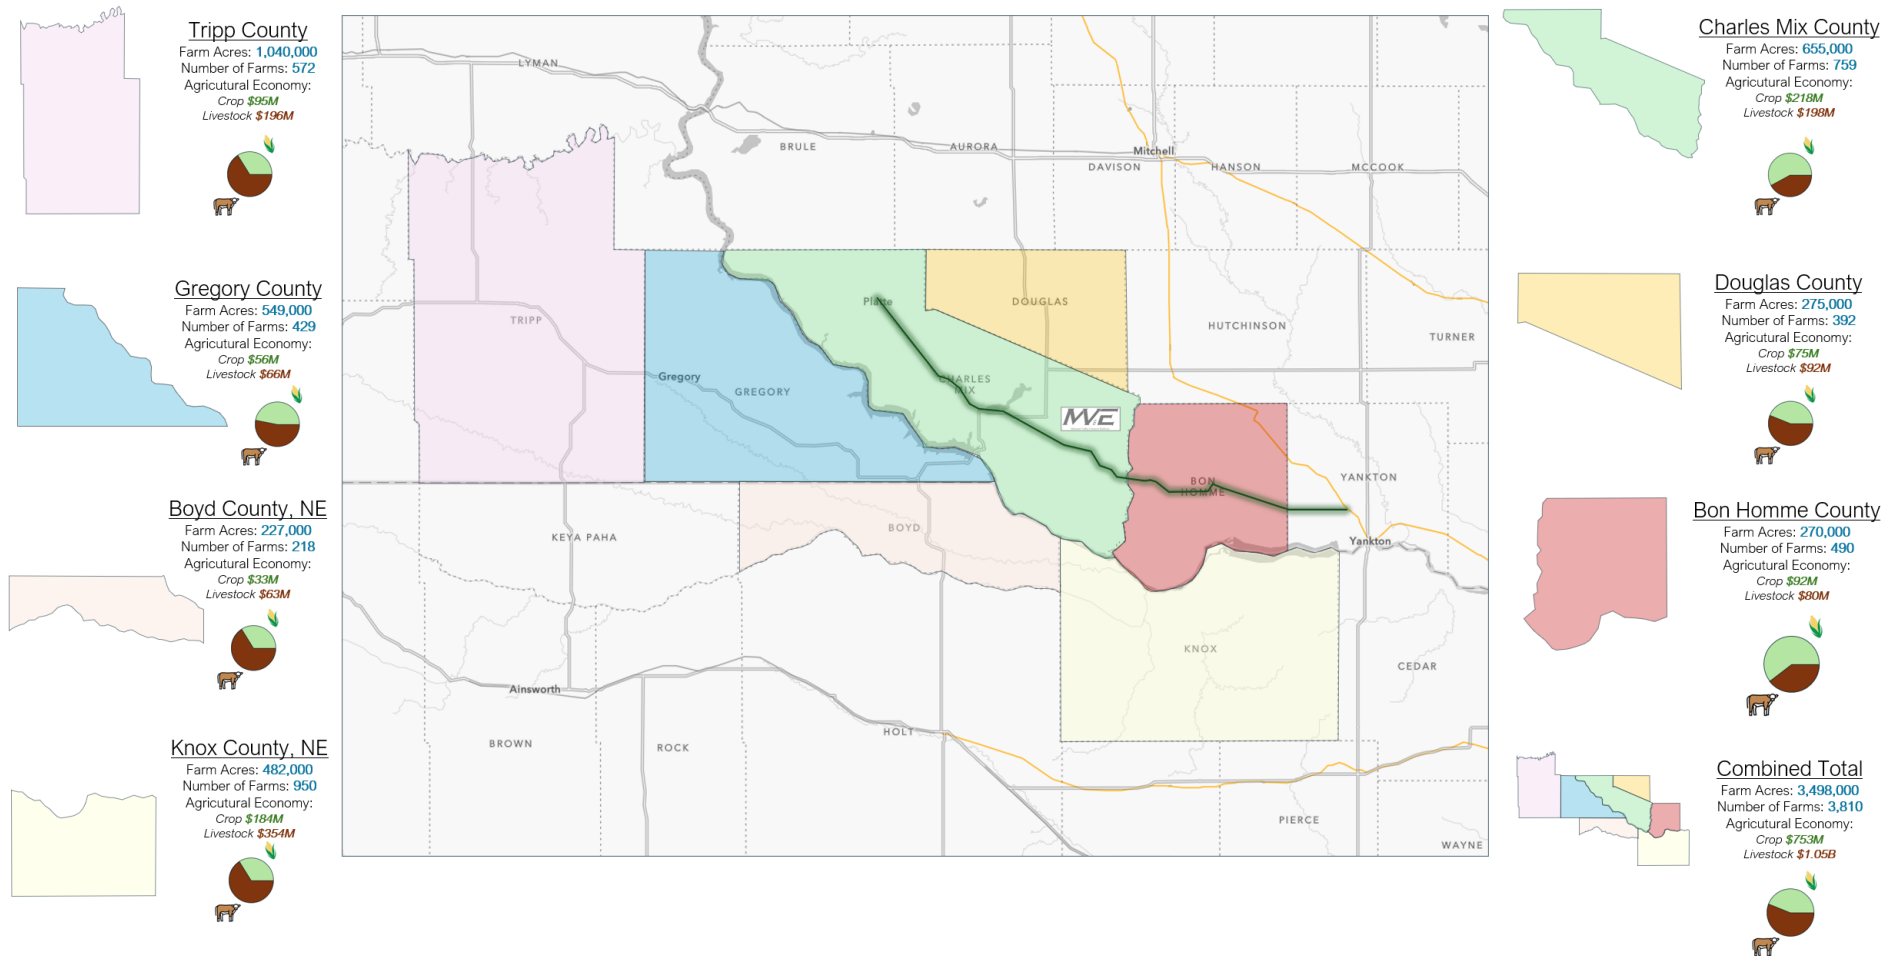 Tripp County
Farm Acres: 1,040,000
Number of Farms: 572
Agricutural Economy:
Crop $95M
Livestock $196M
Gregory County
Farm Acres: 549,000
Number of Farms: 429
Agricutural Economy:
Crop $56M
Livestock $66M
Boyd County, NE
Farm Acres: 227,000
Number of Farms: 218
Agricutural Economy:
Crop $33M
Livestock $63M
Knox County, NE
Farm Acres: 482,000
Number of Farms: 950
Agricutural Economy:
Crop $184M
Livestock $354M
LYMAN
BRULE
AURORA
Mitchell
DAVISON
HANSON
MCCOOK
Platte
DOUGLAS
TRIPP
HUTCHINSON
TURNER
Gregory
GREGORY
CHARLES
MIX
MVE
BON
HOMME
YANKTON
KEYA PAHA
BOYD
Yankton
KNOX
CEDAR
Ainsworth
BROWN
ROCK
HOLT
PIERCE
WAYNE
Charles Mix County
Farm Acres: 655,000
Number of Farms: 759
Agricutural Economy:
Crop $218M
Livestock $198M
Douglas County
Farm Acres: 275,000
Number of Farms: 392
Agricutural Economy:
Crop $75M
Livestock $92M
Bon Homme County
Farm Acres: 270,000
Number of Farms: 490
Agricutural Economy:
Crop $92M
Livestock $80M
Combined Total
Farm Acres: 3,498,000
Number of Farms: 3,810
Agricutural Economy:
Crop $753M
Livestock $1.05B